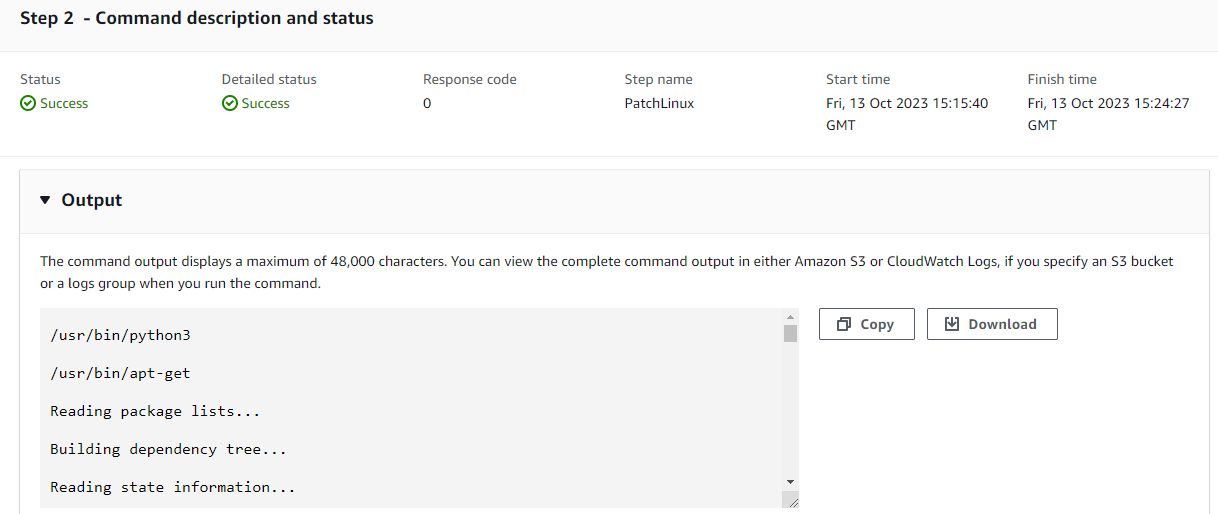 Step 2 - Command description and status
Status
Detailed status
Response code
Step name
Start time
Finish time
Success
Success
0
PatchLinux
Fri, 13 Oct 2023 15:15:40
GMT
Fri, 13 Oct 2023 15:24:27
GMT
Output
The command output displays a maximum of 48,000 characters. You can view the complete command output in either Amazon S3 or CloudWatch Logs, if you specify an S3 bucket
or a logs group when you run the command.
/usr/bin/python3
/usr/bin/apt-get
Reading package lists...
Building dependency tree...
Reading state information...
Copy
Download